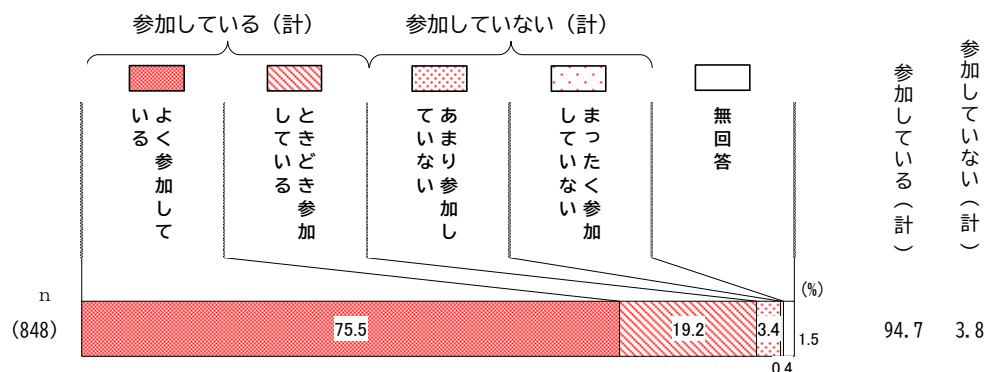 参加している（計）
参加していない（計）
よく参加して
いる
ときどき参加
している
あまり参加し
ていない
まったく参加
していない
無回答
参加している（計）
参加していない（計）
n
(%)
(848)
75.5
19.2
3.4
0.4
1.5
94.7
3.8